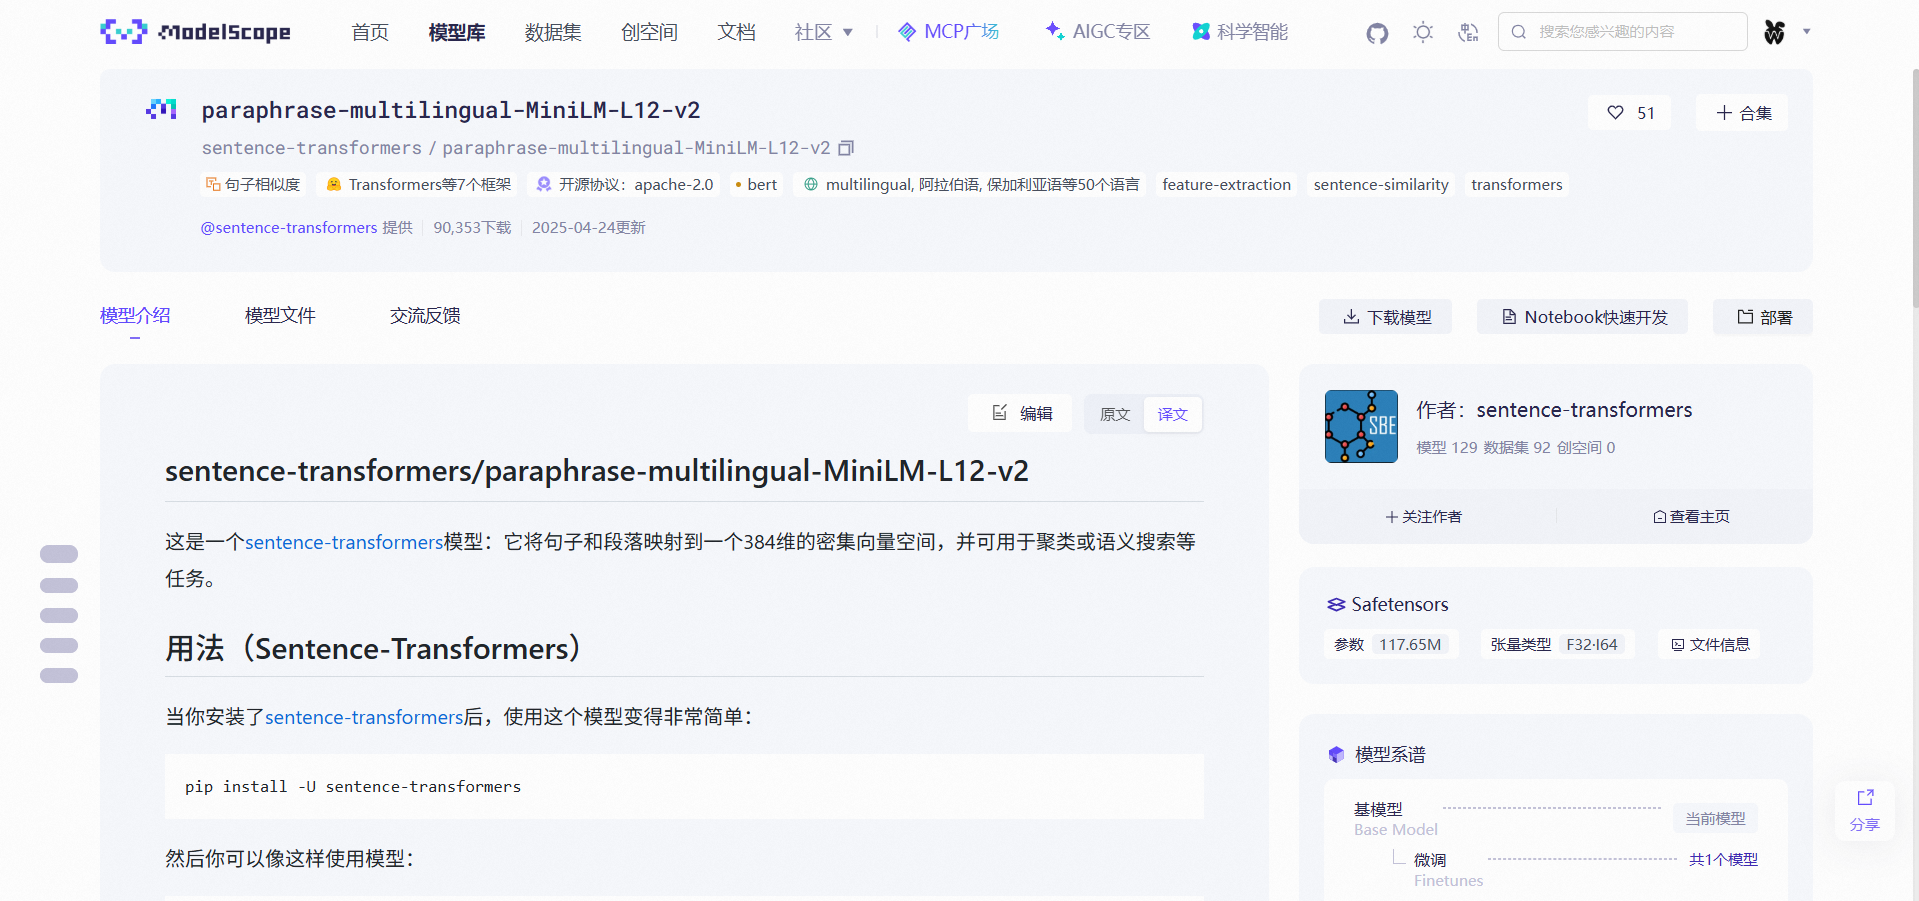 ModelScope 首页 模型库 数据集 创空间 文档 社区 MCP广场 AIGC专区 科学智能 搜索您感兴趣的内容
paraphrase-multilingual-MiniLM-L12-v2
51 合集
sentence-transformers / paraphrase-multilingual-MiniLM-L12-v2
句子相似度 Transformers等7个框架 开源协议：apache-2.0 bert multilingual, 阿拉伯语, 保加利亚语等50个语言 feature-extraction sentence-similarity transformers
@sentence-transformers 提供 90,353下载 2025-04-24更新
模型介绍 模型文件 交流反馈
下载模型 Notebook快速开发 部署
编辑 原文 译文
sentence-transformers/paraphrase-multilingual-MiniLM-L12-v2
这是一个sentence-transformers模型：它将句子和段落映射到一个384维的密集向量空间，并可用于聚类或语义搜索等
任务。
用法（Sentence-Transformers）
当你安装了sentence-transformers后，使用这个模型变得非常简单：
pip install -U sentence-transformers
然后你可以像这样使用模型：
SBE
作者：sentence-transformers
模型 129 数据集 92 创空间 0
关注作者 查看主页
Safetensors
参数 117.65M 张量类型 F32·I64 文件信息
模型系谱
基模型 当前模型
Base Model
微调 共1个模型
Finetunes
分享